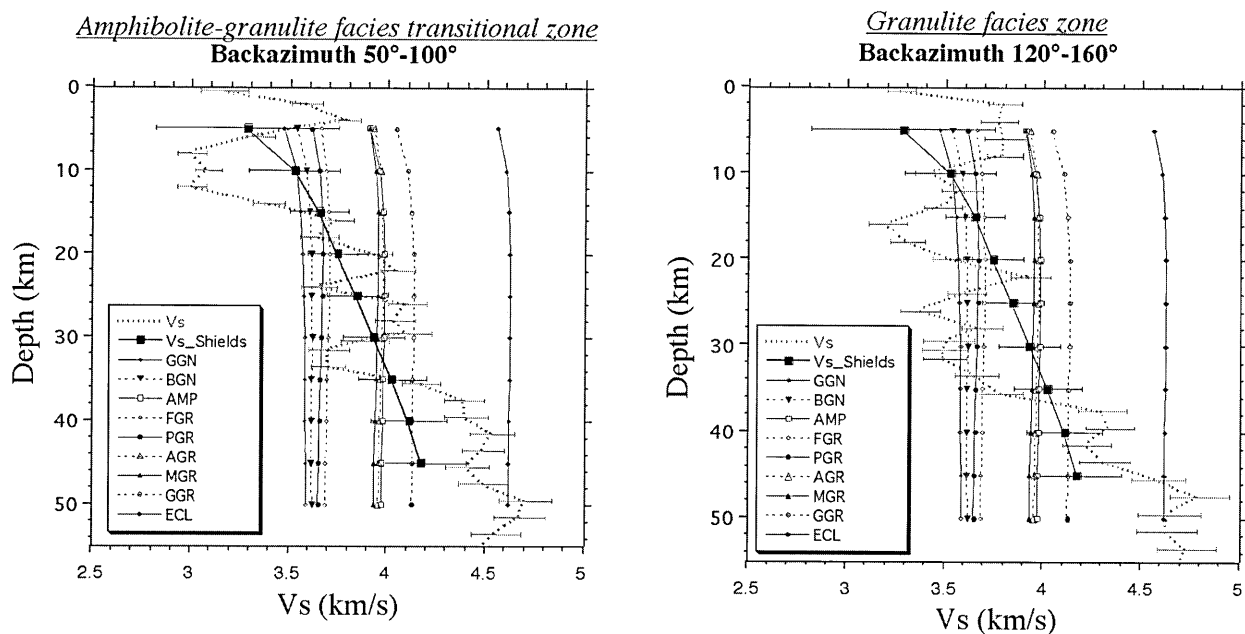 Amphibolite-granulite facies transitional zone
Backazimuth 50°-100°
2.5 3 3.5 4 4.5 5
0
10
20
30
40
50
Depth (km)
Vs
Vs_Shields
GGN
BGN
AMP
FGR
PGR
AGR
MGR
GGR
ECL
Vs (km/s)
Granulite facies zone
Backazimuth 120°-160°
0
10
20
30
40
50
Depth (km)
Vs
Vs_Shields
GGN
BGN
AMP
FGR
PGR
AGR
MGR
GGR
ECL
2.5 3 3.5 4 4.5 5
Vs (km/s)